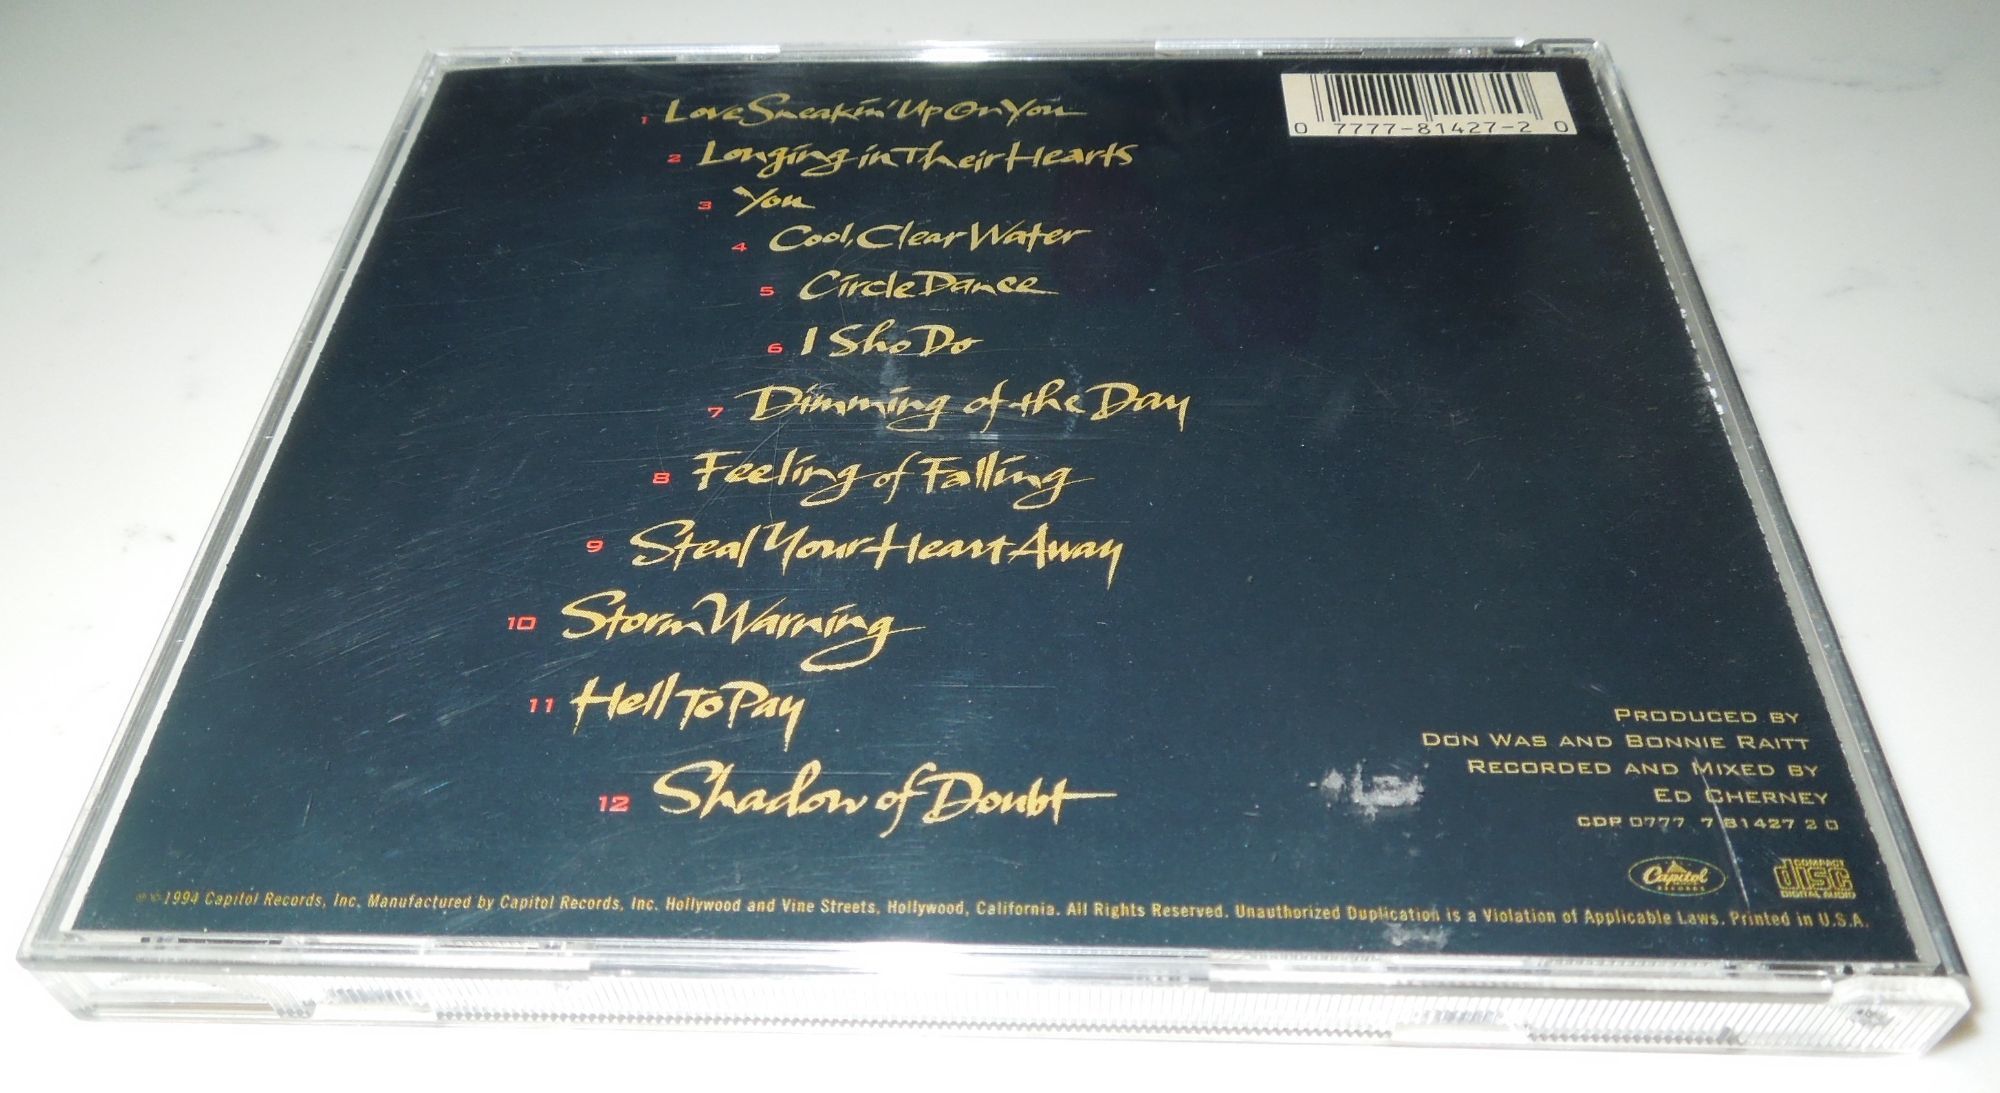 1 Love Sneakin' Up On You
2 Longing in Their Hearts
3 You
4 Cool, Clear Water
5 Circle Dance
6 I Sho Do
7 Dimming of the Day
8 Feeling of Falling
9 Steal Your Heart Away
10 Storm Warning
11 Hell To Pay
12 Shadow of Doubt
0 7777-81427-2 0
PRODUCED BY
DON WAS AND BONNIE RAITT
RECORDED AND MIXED BY
ED CHERNEY
CDP 0777 7 81427 2 0
Capitol
RECORDS
COMPACT
disc
DIGITAL AUDIO
℗©1994 Capitol Records, Inc. Manufactured by Capitol Records, Inc. Hollywood and Vine Streets, Hollywood, California. All Rights Reserved. Unauthorized Duplication is a Violation of Applicable Laws. Printed in U.S.A.